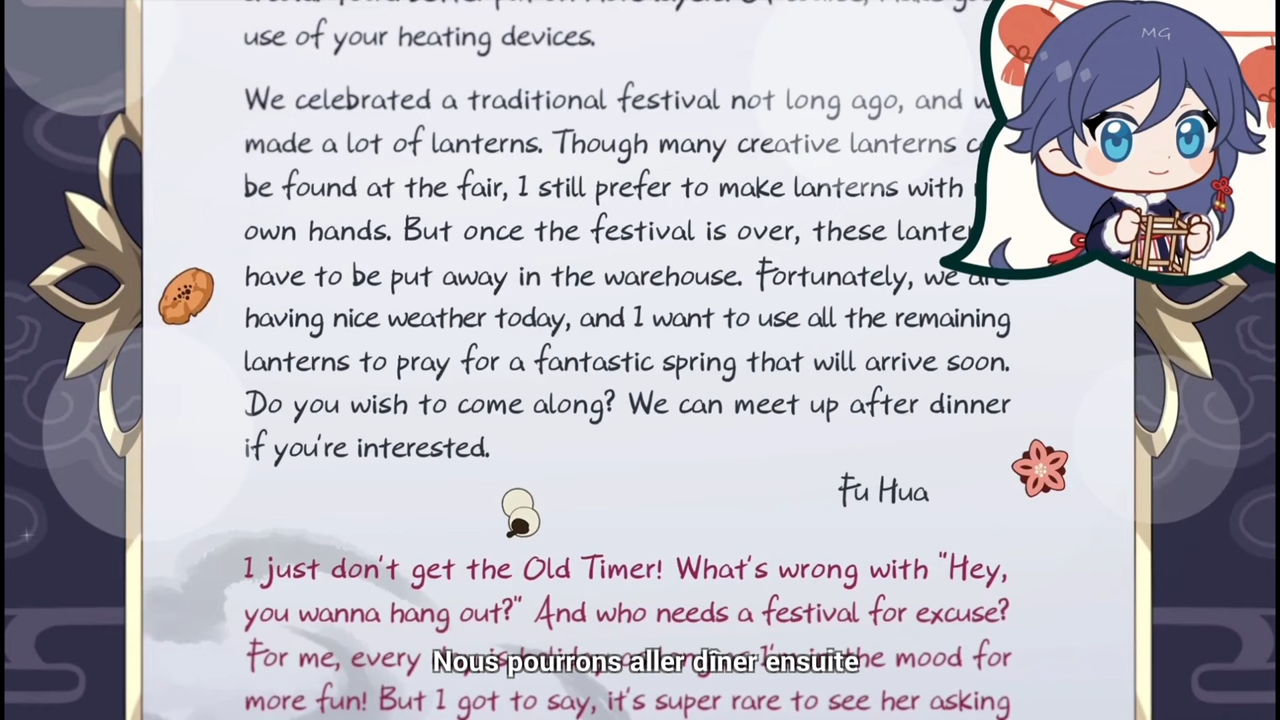 use of your heating devices.
MG
We celebrated a traditional festival not long ago, and
made a lot of lanterns. Though many creative lanterns
be found at the fair, I still prefer to make lanterns with
own hands. But once the festival is over, these
have to be put away in the warehouse. Fortunately, we are
having nice weather today, and I want to use all the remaining
lanterns to pray for a fantastic spring that will arrive soon.
Do you wish to come along? We can meet up after dinner
if you're interested.
Fu Hua
I just don't get the Old Timer! What's wrong with "Hey,
you wanna hang out?" And who needs a festival for excuse?
For me, every the mood for
Nous pourrons aller dîner ensuite
more fun! But I got to say, it's super rare to see her asking